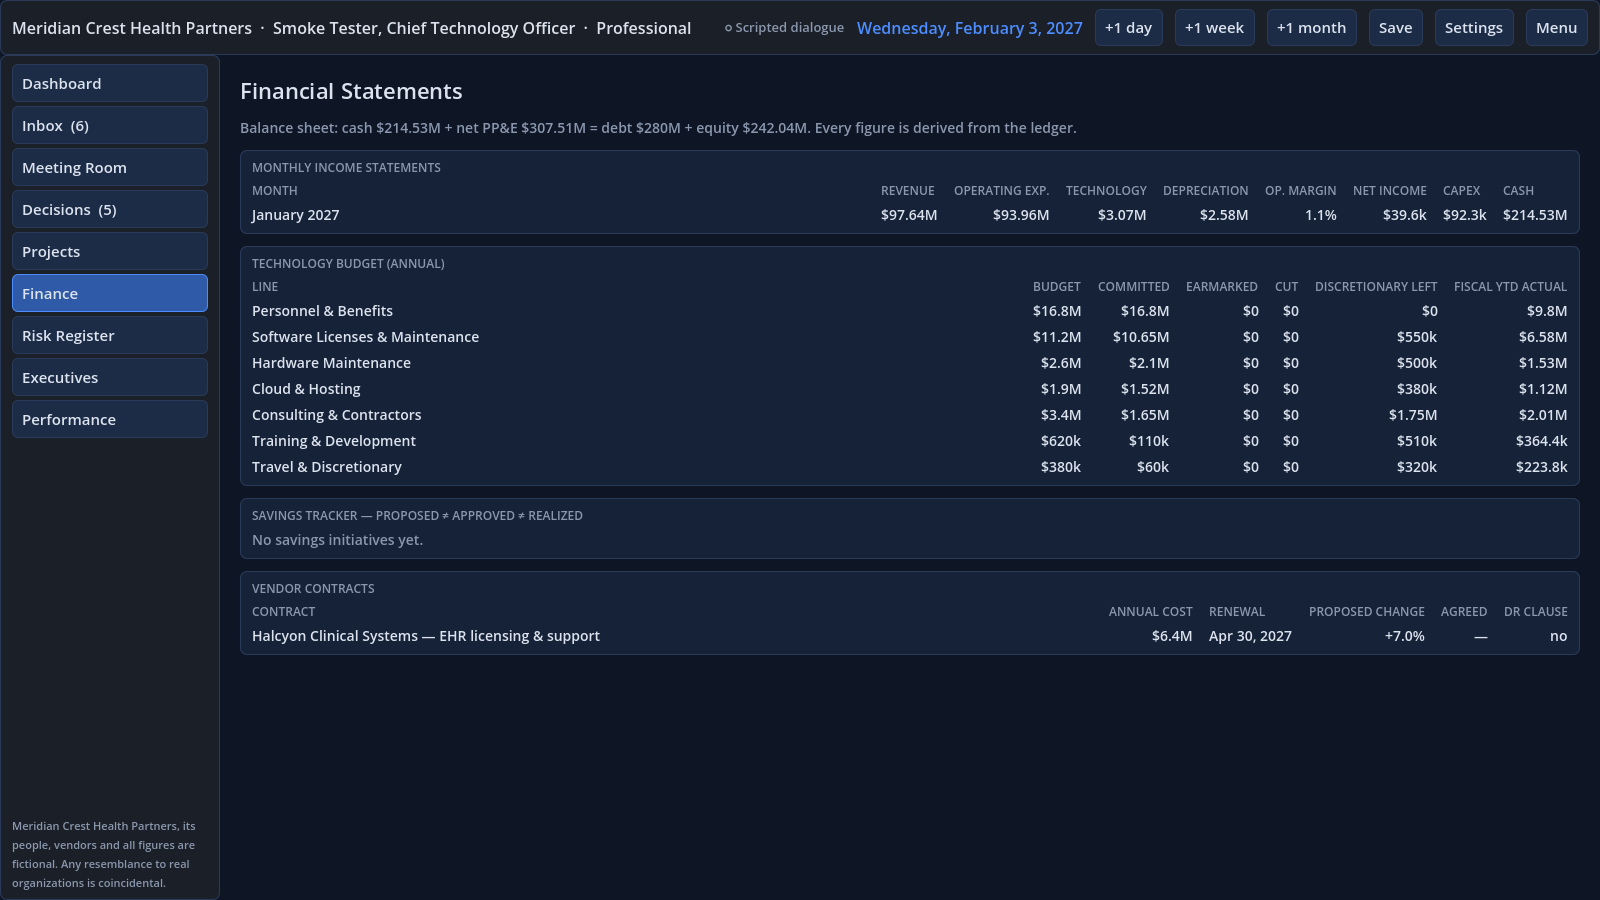 Meridian Crest Health Partners · Smoke Tester, Chief Technology Officer · Professional
Scripted dialogue
Wednesday, February 3, 2027
+1 day
+1 week
+1 month
Save
Settings
Menu
Dashboard
Inbox (6)
Meeting Room
Decisions (5)
Projects
Finance
Risk Register
Executives
Performance
Meridian Crest Health Partners, its
people, vendors and all figures are
fictional. Any resemblance to real
organizations is coincidental.
Financial Statements
Balance sheet: cash $214.53M + net PP&E $307.51M = debt $280M + equity $242.04M. Every figure is derived from the ledger.
MONTHLY INCOME STATEMENTS
MONTH REVENUE OPERATING EXP. TECHNOLOGY DEPRECIATION OP. MARGIN NET INCOME CAPEX CASH
January 2027 $97.64M $93.96M $3.07M $2.58M 1.1% $39.6k $92.3k $214.53M
TECHNOLOGY BUDGET (ANNUAL)
LINE BUDGET COMMITTED EARMARKED CUT DISCRETIONARY LEFT FISCAL YTD ACTUAL
Personnel & Benefits $16.8M $16.8M $0 $0 $0 $9.8M
Software Licenses & Maintenance $11.2M $10.65M $0 $0 $550k $6.58M
Hardware Maintenance $2.6M $2.1M $0 $0 $500k $1.53M
Cloud & Hosting $1.9M $1.52M $0 $0 $380k $1.12M
Consulting & Contractors $3.4M $1.65M $0 $0 $1.75M $2.01M
Training & Development $620k $110k $0 $0 $510k $364.4k
Travel & Discretionary $380k $60k $0 $0 $320k $223.8k
SAVINGS TRACKER — PROPOSED ≠ APPROVED ≠ REALIZED
No savings initiatives yet.
VENDOR CONTRACTS
CONTRACT ANNUAL COST RENEWAL PROPOSED CHANGE AGREED DR CLAUSE
Halcyon Clinical Systems — EHR licensing & support $6.4M Apr 30, 2027 +7.0% — no